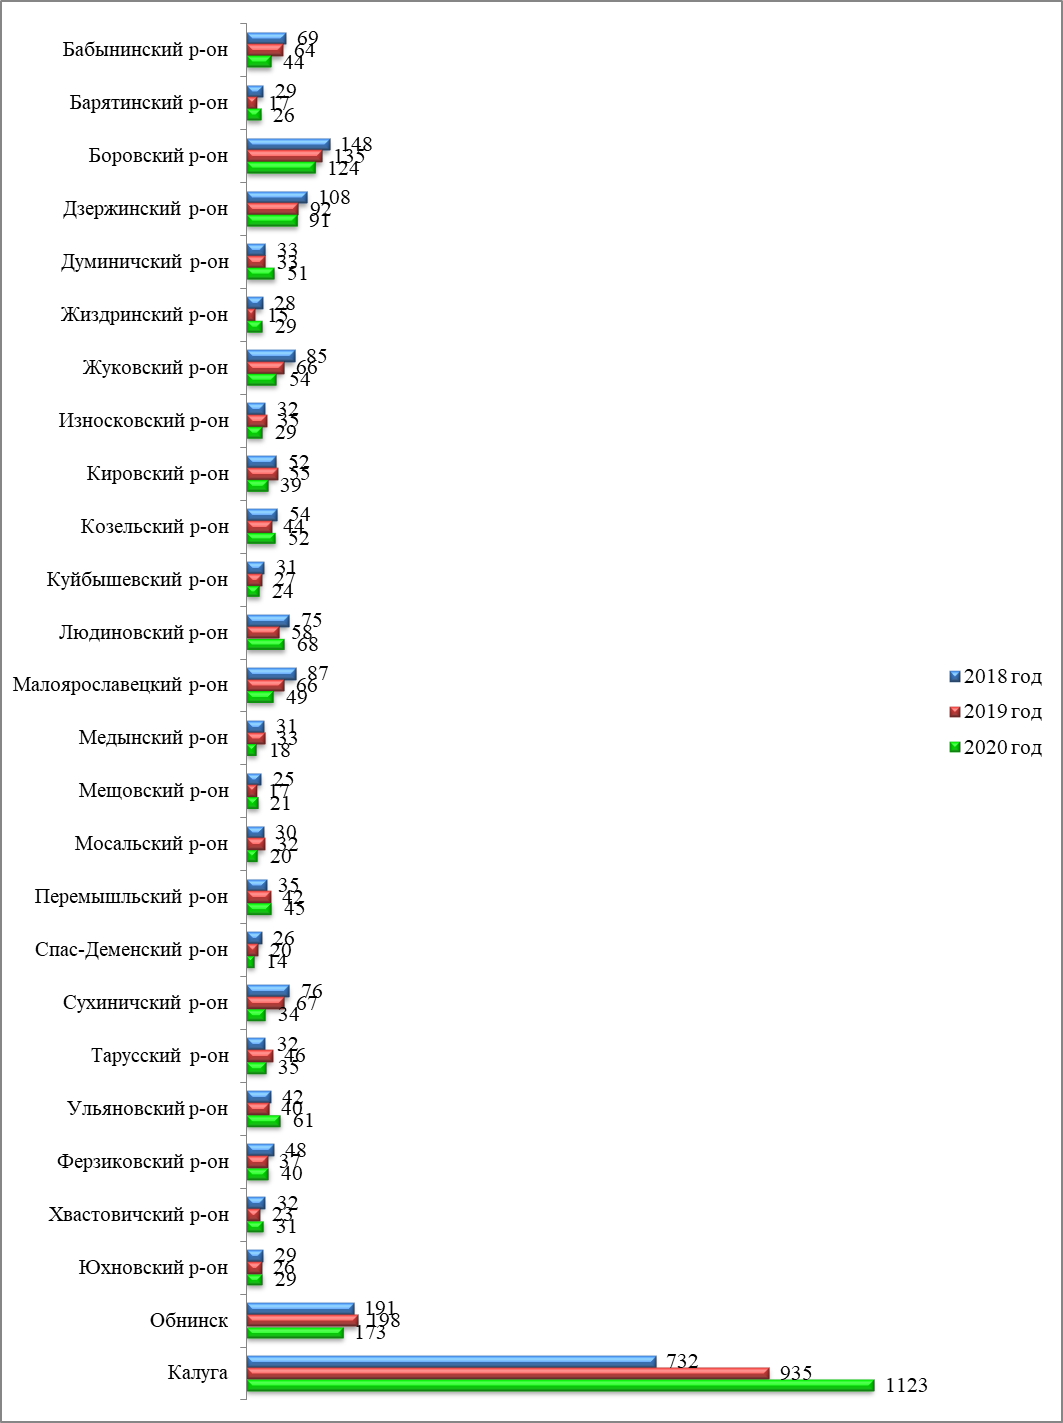 Бабынинский р-он
69
64
44
Барятинский р-он
29
17
26
Боровский р-он
148
135
124
Дзержинский р-он
108
92
91
Думиничский р-он
33
33
51
Жиздринский р-он
28
15
29
Жуковский р-он
85
66
54
Износковский р-он
32
35
29
Кировский р-он
52
55
39
Козельский р-он
54
44
52
Куйбышевский р-он
31
27
24
Людиновский р-он
75
58
68
Малоярославецкий р-он
87
66
49
Медынский р-он
31
33
18
Мещовский р-он
25
17
21
Мосальский р-он
30
32
20
Перемышльский р-он
35
42
45
Спас-Деменский р-он
26
20
14
Сухиничский р-он
76
67
34
Тарусский р-он
32
46
35
Ульяновский р-он
42
40
61
Ферзиковский р-он
48
37
40
Хвастовичский р-он
32
23
31
Юхновский р-он
29
26
29
Обнинск
191
198
173
Калуга
732
935
1123
2018 год
2019 год
2020 год